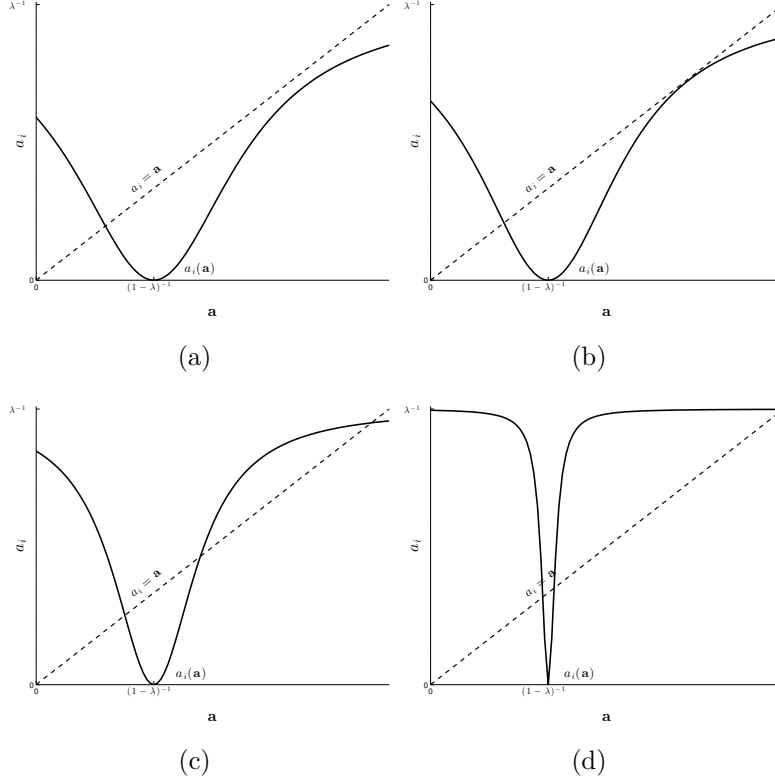 λ⁻¹
a_i
a_i = 𝐚
a_i(𝐚)
0
0
(1 − λ)⁻¹
𝐚
(a)
λ⁻¹
a_i
a_i = 𝐚
a_i(𝐚)
0
0
(1 − λ)⁻¹
𝐚
(b)
λ⁻¹
a_i
a_i = 𝐚
a_i(𝐚)
0
0
(1 − λ)⁻¹
𝐚
(c)
λ⁻¹
a_i
a_i = 𝐚
a_i(𝐚)
0
0
(1 − λ)⁻¹
𝐚
(d)